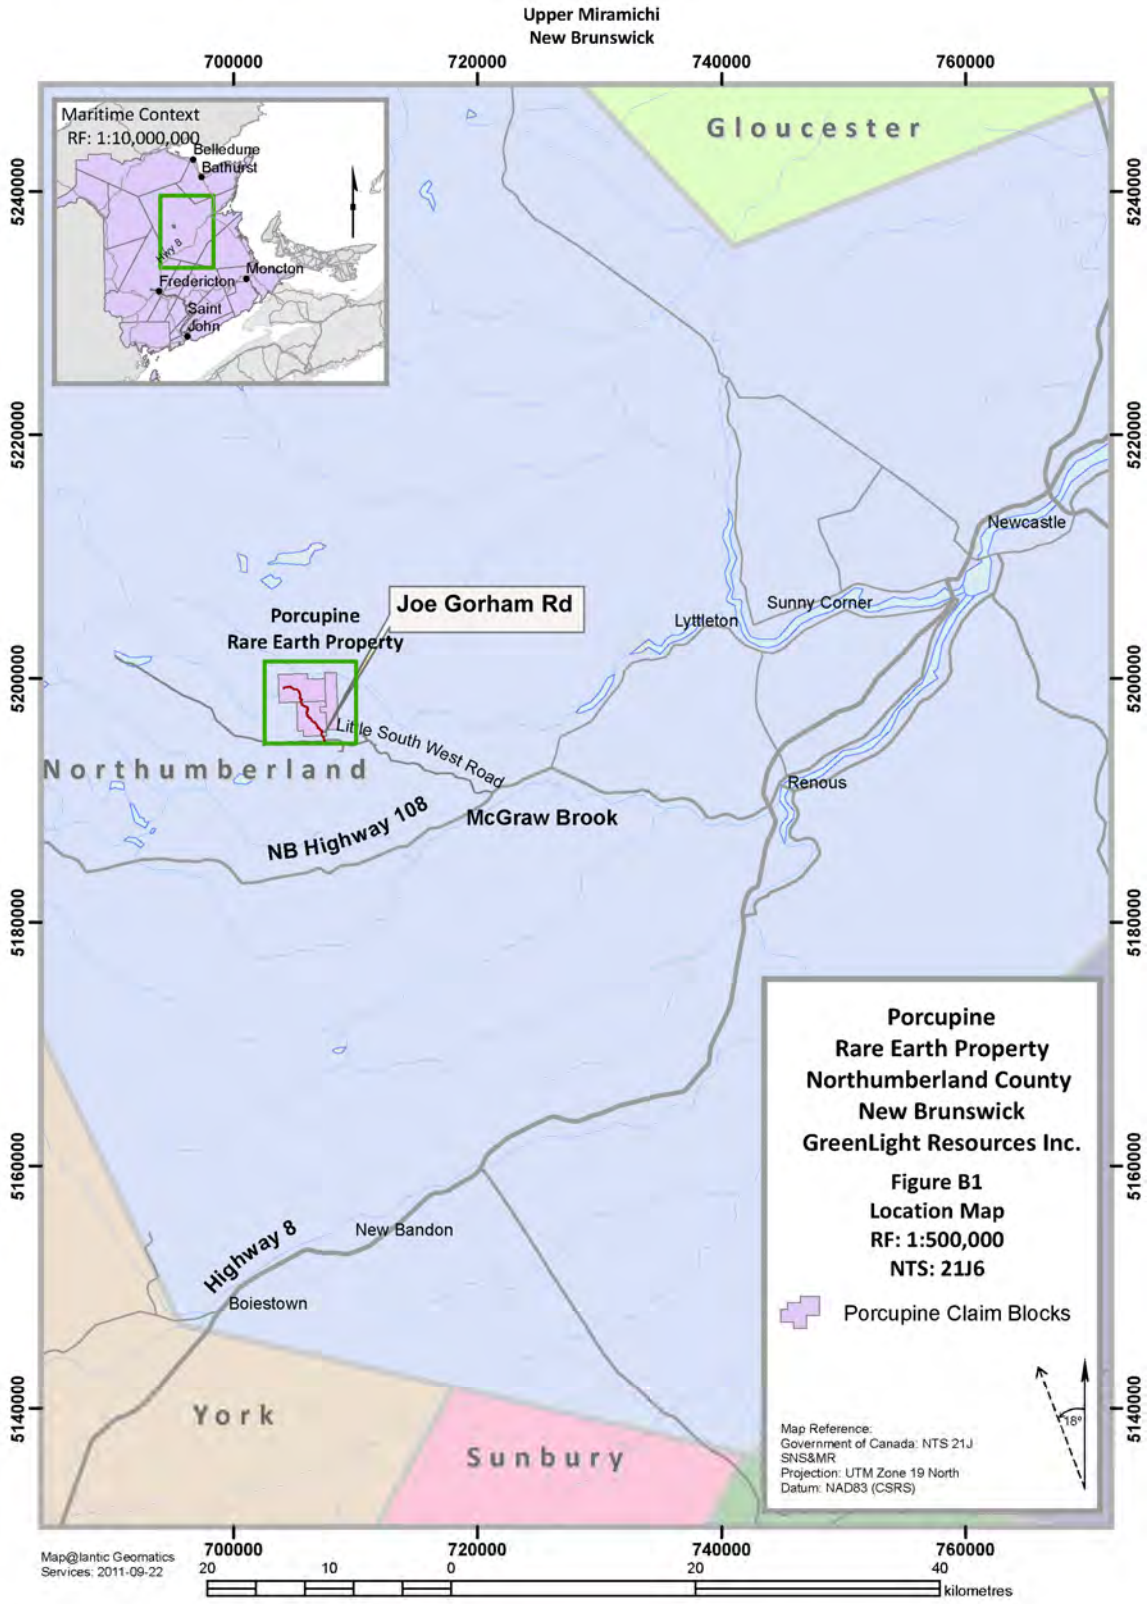 Upper Miramichi
New Brunswick
700000
720000
740000
760000
Maritime Context
RF: 1:10,000,000
Belledune
Bathurst
Hwy 8
Moncton
Fredericton
Saint
John
Gloucester
5240000
5240000
5220000
5220000
Newcastle
Joe Gorham Rd
Sunny Corner
Lyttleton
Porcupine
Rare Earth Property
5200000
5200000
Little South West Road
Northumberland
Renous
NB Highway 108
McGraw Brook
5180000
5180000
Porcupine
Rare Earth Property
Northumberland County
New Brunswick
GreenLight Resources Inc.
Figure B1
Location Map
RF: 1:500,000
NTS: 21J6
Porcupine Claim Blocks
5160000
5160000
Highway 8
New Bandon
Boiestown
5140000
5140000
York
Sunbury
18°
Map Reference:
Government of Canada: NTS 21J
SNS&MR
Projection: UTM Zone 19 North
Datum: NAD83 (CSRS)
700000
720000
740000
760000
Map@lantic Geomatics
Services: 2011-09-22
20
10
0
20
40
kilometres